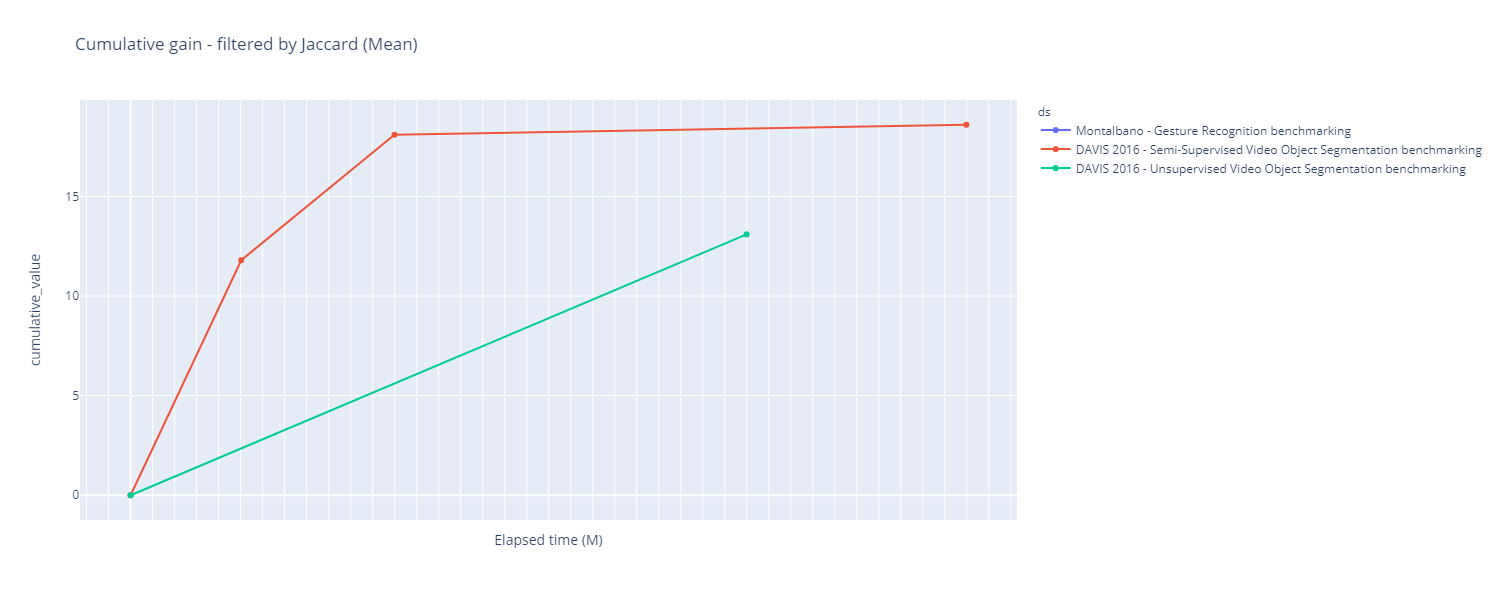 Cumulative gain - filtered by Jaccard (Mean)
ds
Montalbano - Gesture Recognition benchmarking
DAVIS 2016 - Semi-Supervised Video Object Segmentation benchmarking
DAVIS 2016 - Unsupervised Video Object Segmentation benchmarking
15
10
5
0
cumulative_value
Elapsed time (M)